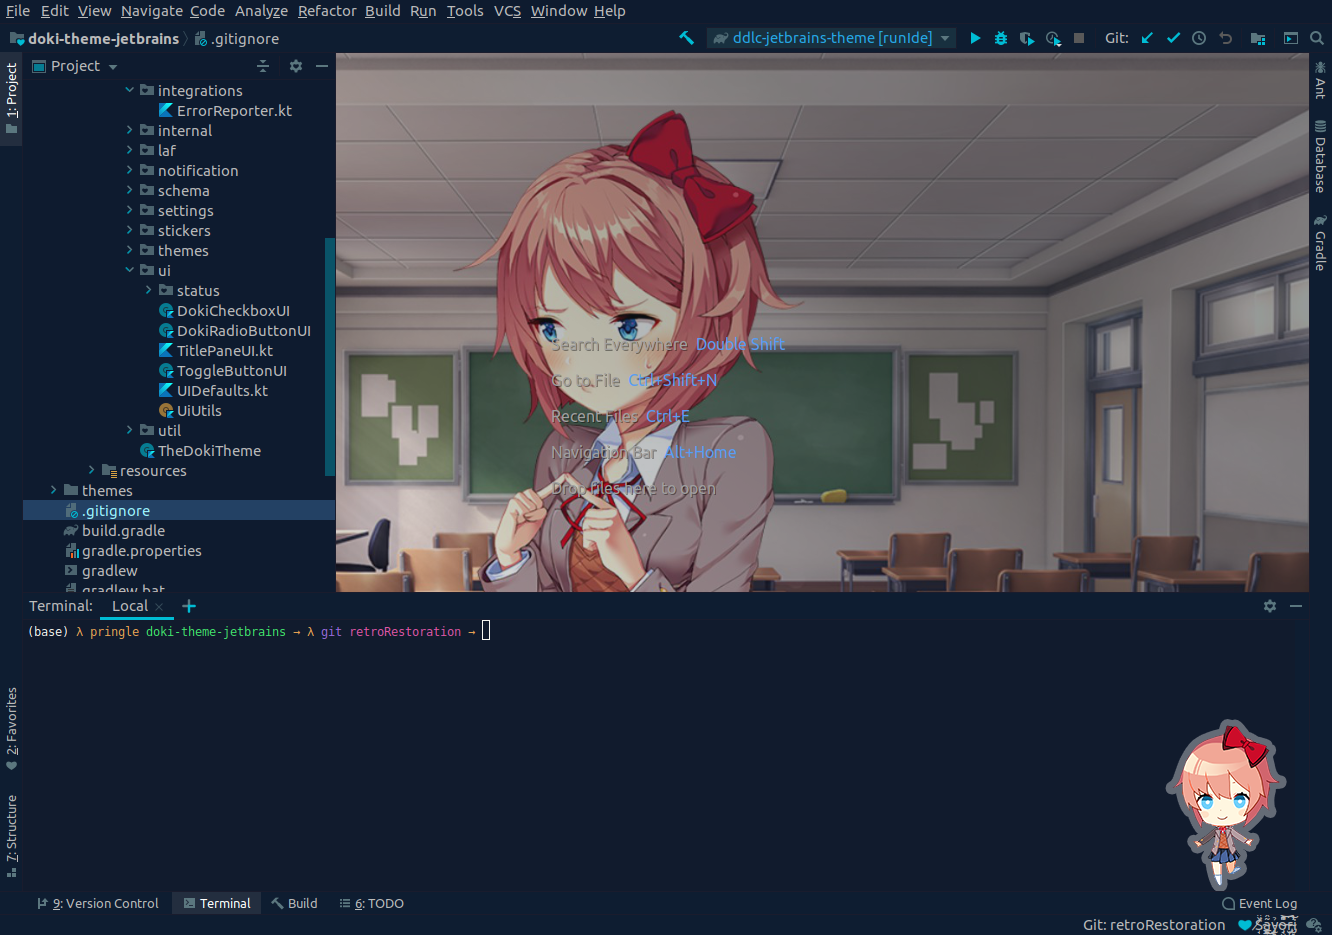 File Edit View Navigate Code Analyze Refactor Build Run Tools VCS Window Help
doki-theme-jetbrains .gitignore
ddlc-jetbrains-theme [runIde]
Git:
1: Project
Project
integrations
ErrorReporter.kt
internal
laf
notification
schema
settings
stickers
themes
ui
status
DokiCheckboxUI
DokiRadioButtonUI
TitlePaneUI.kt
ToggleButtonUI
UIDefaults.kt
UiUtils
util
TheDokiTheme
resources
themes
.gitignore
build.gradle
gradle.properties
gradlew
gradlew.bat
Search Everywhere Double Shift
Go to File Ctrl+Shift+N
Recent Files Ctrl+E
Navigation Bar Alt+Home
Drop files here to open
Ant
Database
Gradle
Terminal: Local
(base) λ pringle doki-theme-jetbrains → λ git retroRestoration →
2: Favorites
7: Structure
9: Version Control
Terminal
Build
6: TODO
Event Log
Git: retroRestoration
Sayori